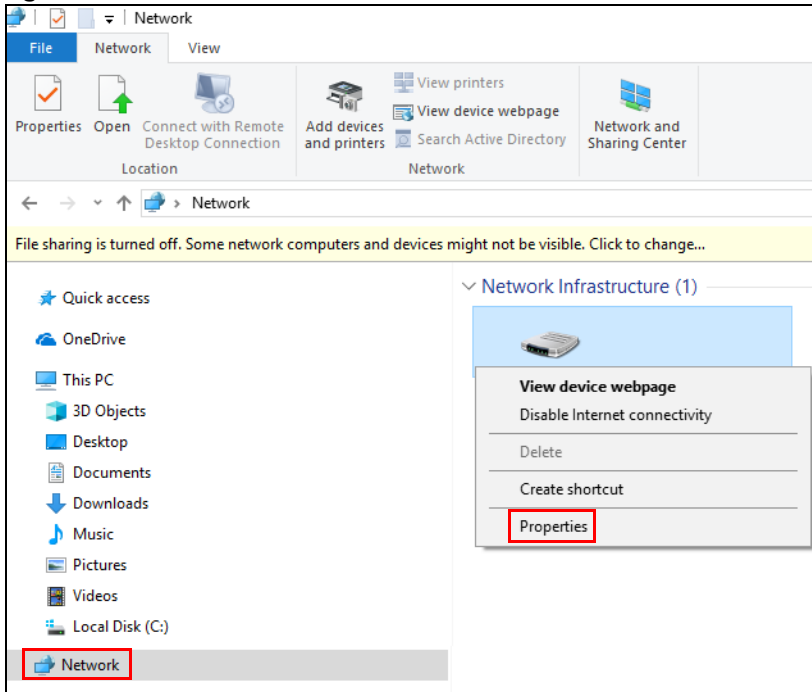 Network
File Network View
Properties Open Connect with Remote Desktop Connection
Location
Add devices and printers
View printers
View device webpage
Search Active Directory
Network
Network and Sharing Center
Network
File sharing is turned off. Some network computers and devices might not be visible. Click to change...
Quick access
OneDrive
This PC
3D Objects
Desktop
Documents
Downloads
Music
Pictures
Videos
Local Disk (C:)
Network
Network Infrastructure (1)
View device webpage
Disable Internet connectivity
Delete
Create shortcut
Properties